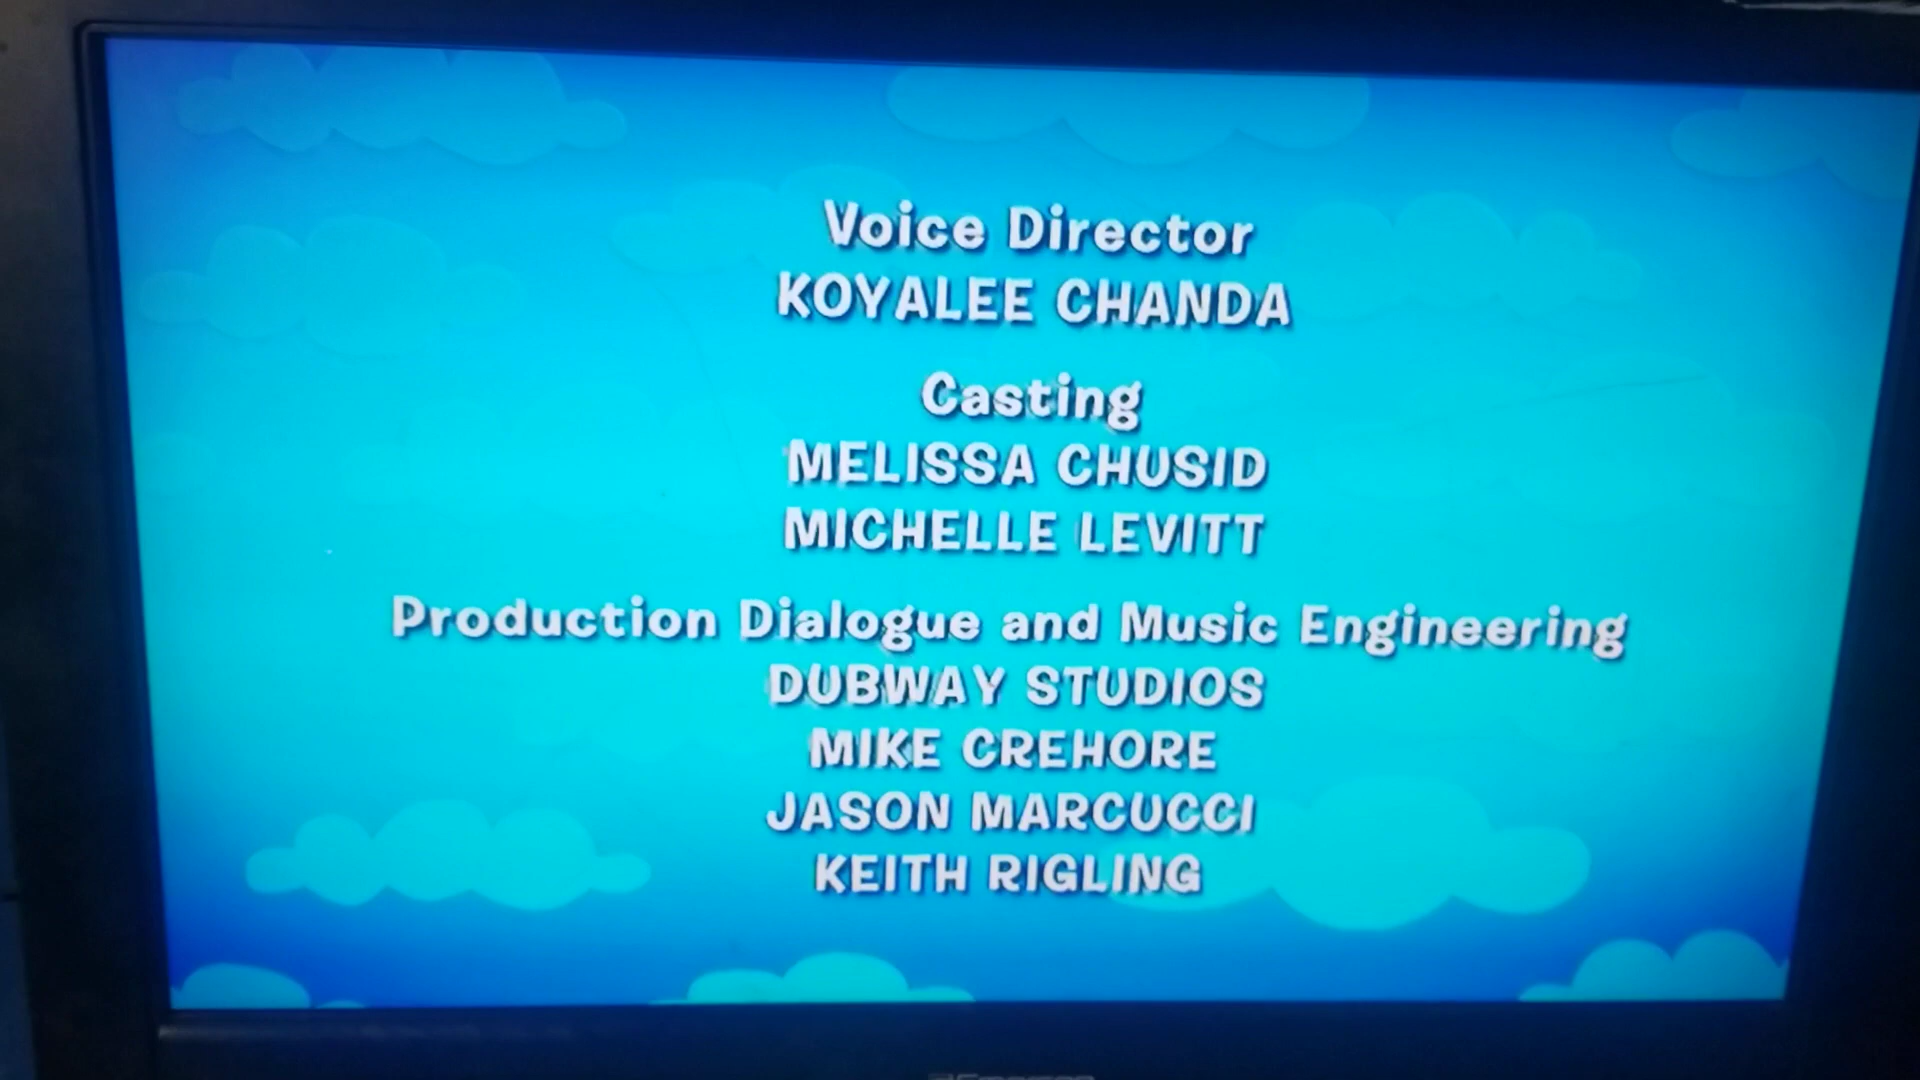 Voice Director
KOYALEE CHANDA
Casting
MELISSA CHUSID
MICHELLE LEVITT
Production Dialogue and Music Engineering
DUBWAY STUDIOS
MIKE CREHORE
JASON MARCUCCI
KEITH RIGLING